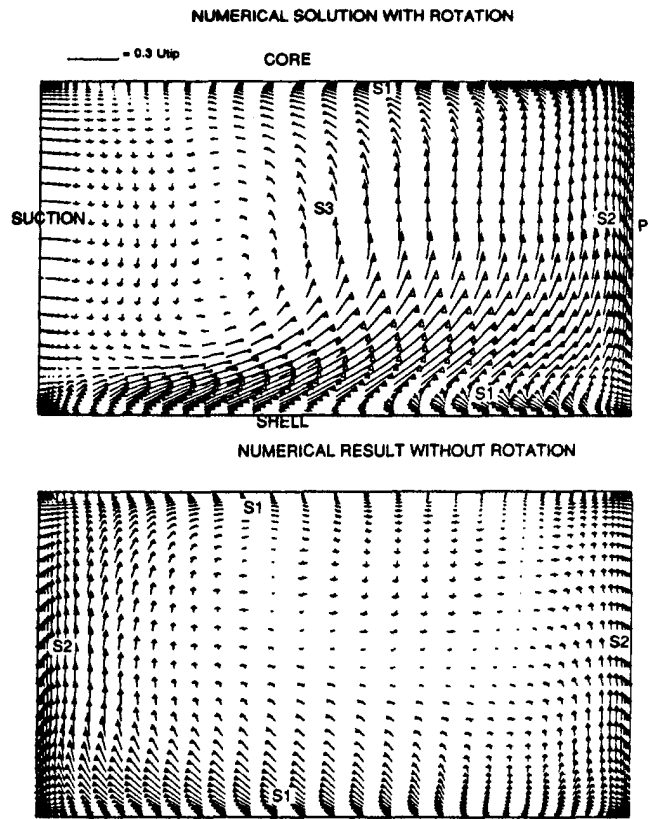 NUMERICAL SOLUTION WITH ROTATION
= 0.3 Utip
CORE
S1
SUCTION
S3
S2
P
S1
SHELL
NUMERICAL RESULT WITHOUT ROTATION
S1
S2
S2
S1